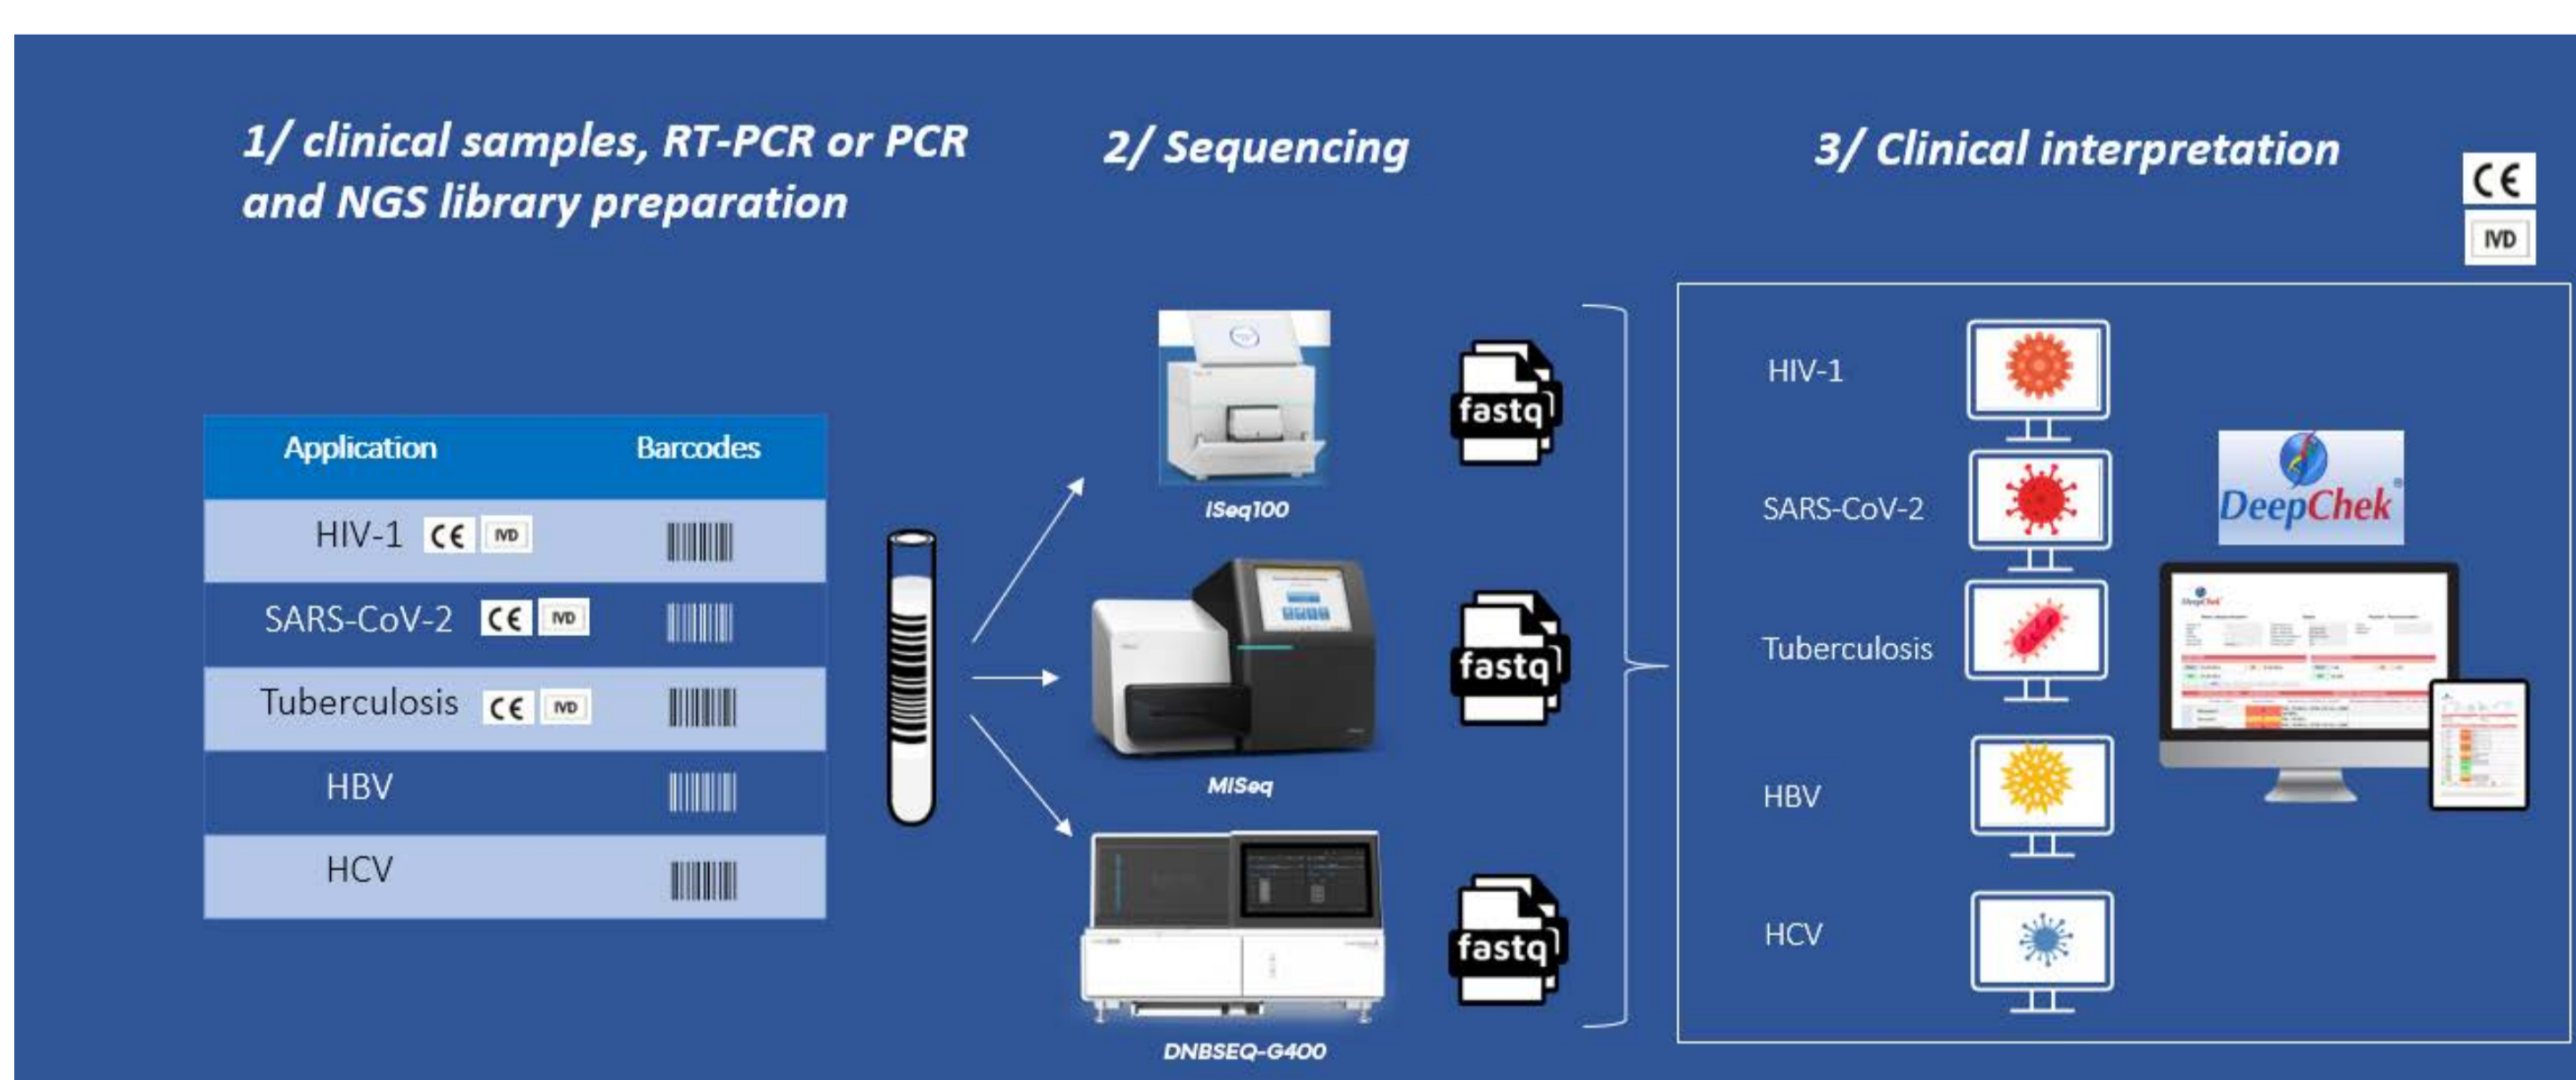 1/ clinical samples, RT-PCR or PCR
and NGS library preparation
2/ Sequencing
3/ Clinical interpretation
CE
IVD
Application Barcodes
HIV-1 CE IVD
SARS-CoV-2 CE IVD
Tuberculosis CE IVD
HBV
HCV
iSeq100
fastq
MiSeq
fastq
DNBSEQ-G400
fastq
HIV-1
SARS-CoV-2
Tuberculosis
HBV
HCV
DeepChek®
DeepChek